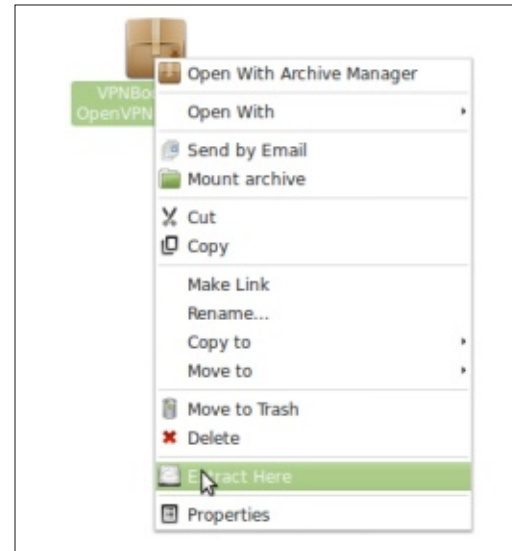 Open With Archive Manager
VPNBo
OpenVPN
Open With
Send by Email
Mount archive
Cut
Copy
Make Link
Rename...
Copy to
Move to
Move to Trash
Delete
Extract Here
Properties